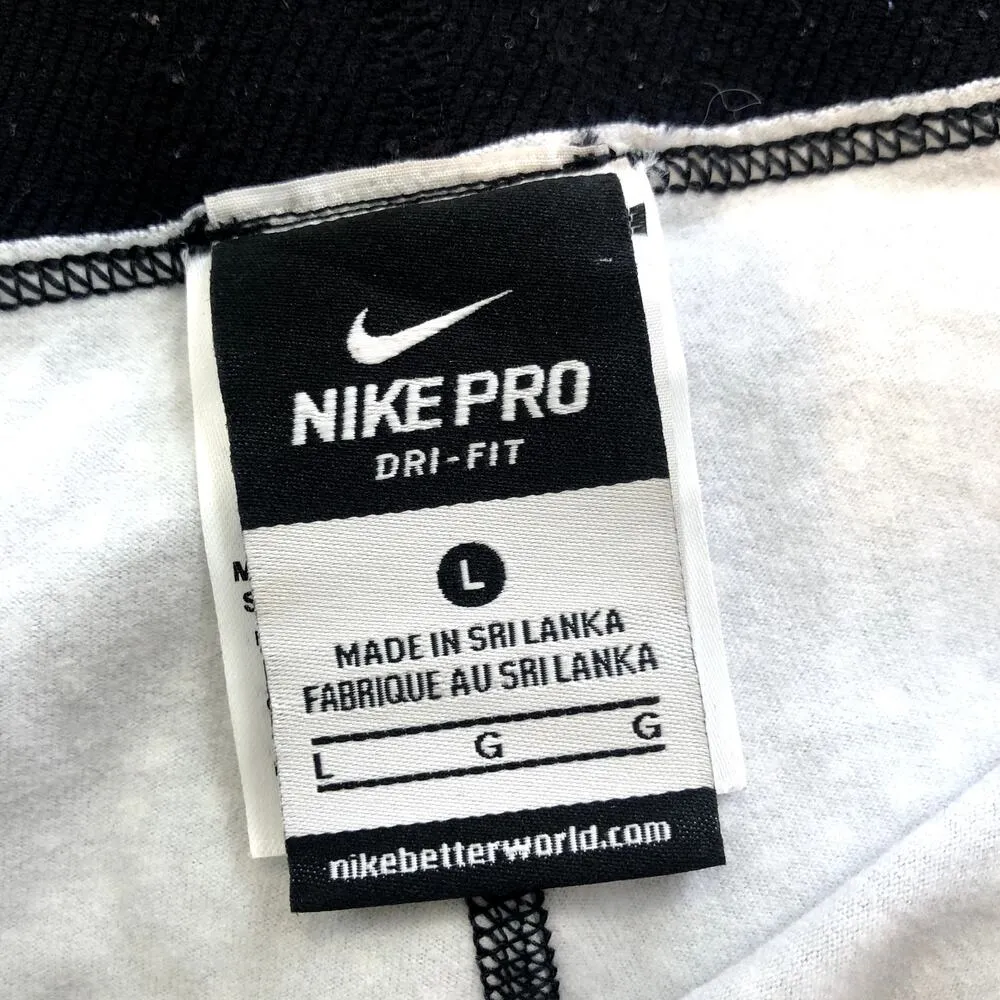 NIKE PRO
DRI-FIT
L
MADE IN SRI LANKA
FABRIQUE AU SRI LANKA
L G G
nikebetterworld.com